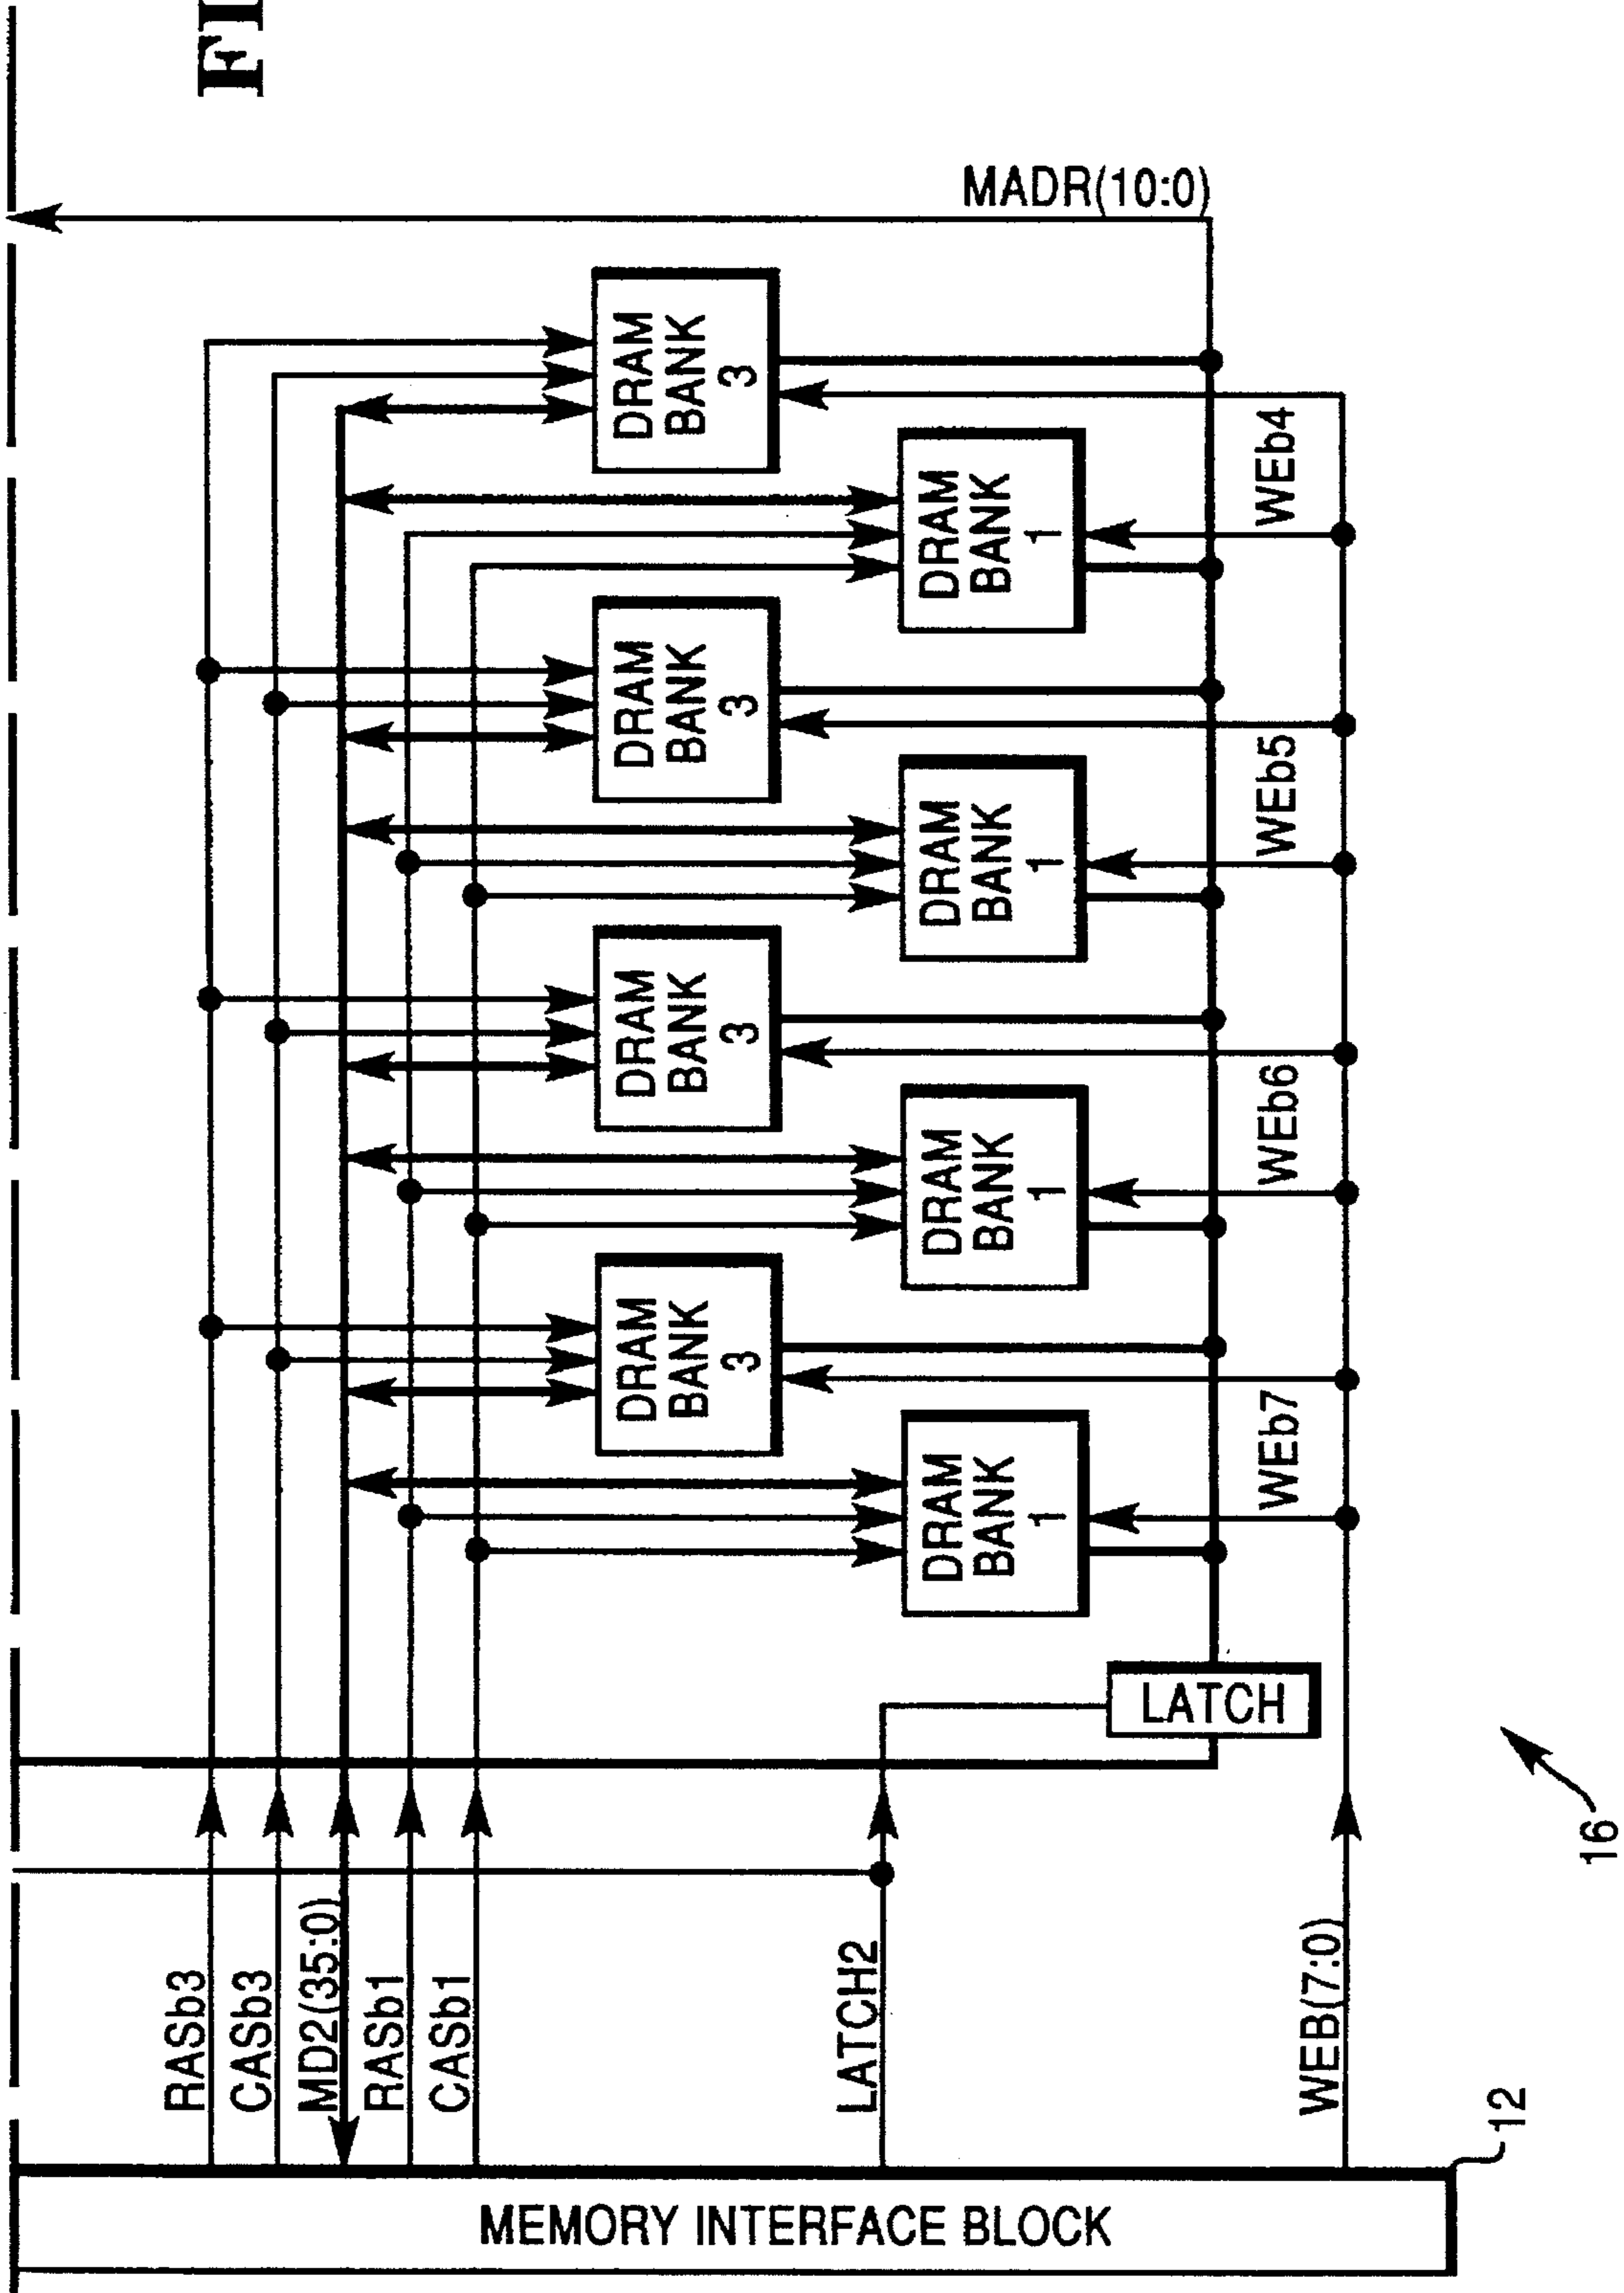 FI
RASb3
CASb3
MD2(35:0)
RASb1
CASb1
LATCH2
WEB(7:0)
MEMORY INTERFACE BLOCK
12
16
LATCH
MADR(10:0)
DRAM
BANK
3
DRAM
BANK
3
DRAM
BANK
3
DRAM
BANK
3
DRAM
BANK
1
DRAM
BANK
1
DRAM
BANK
1
DRAM
BANK
1
WEb7
WEb6
WEb5
WEb4